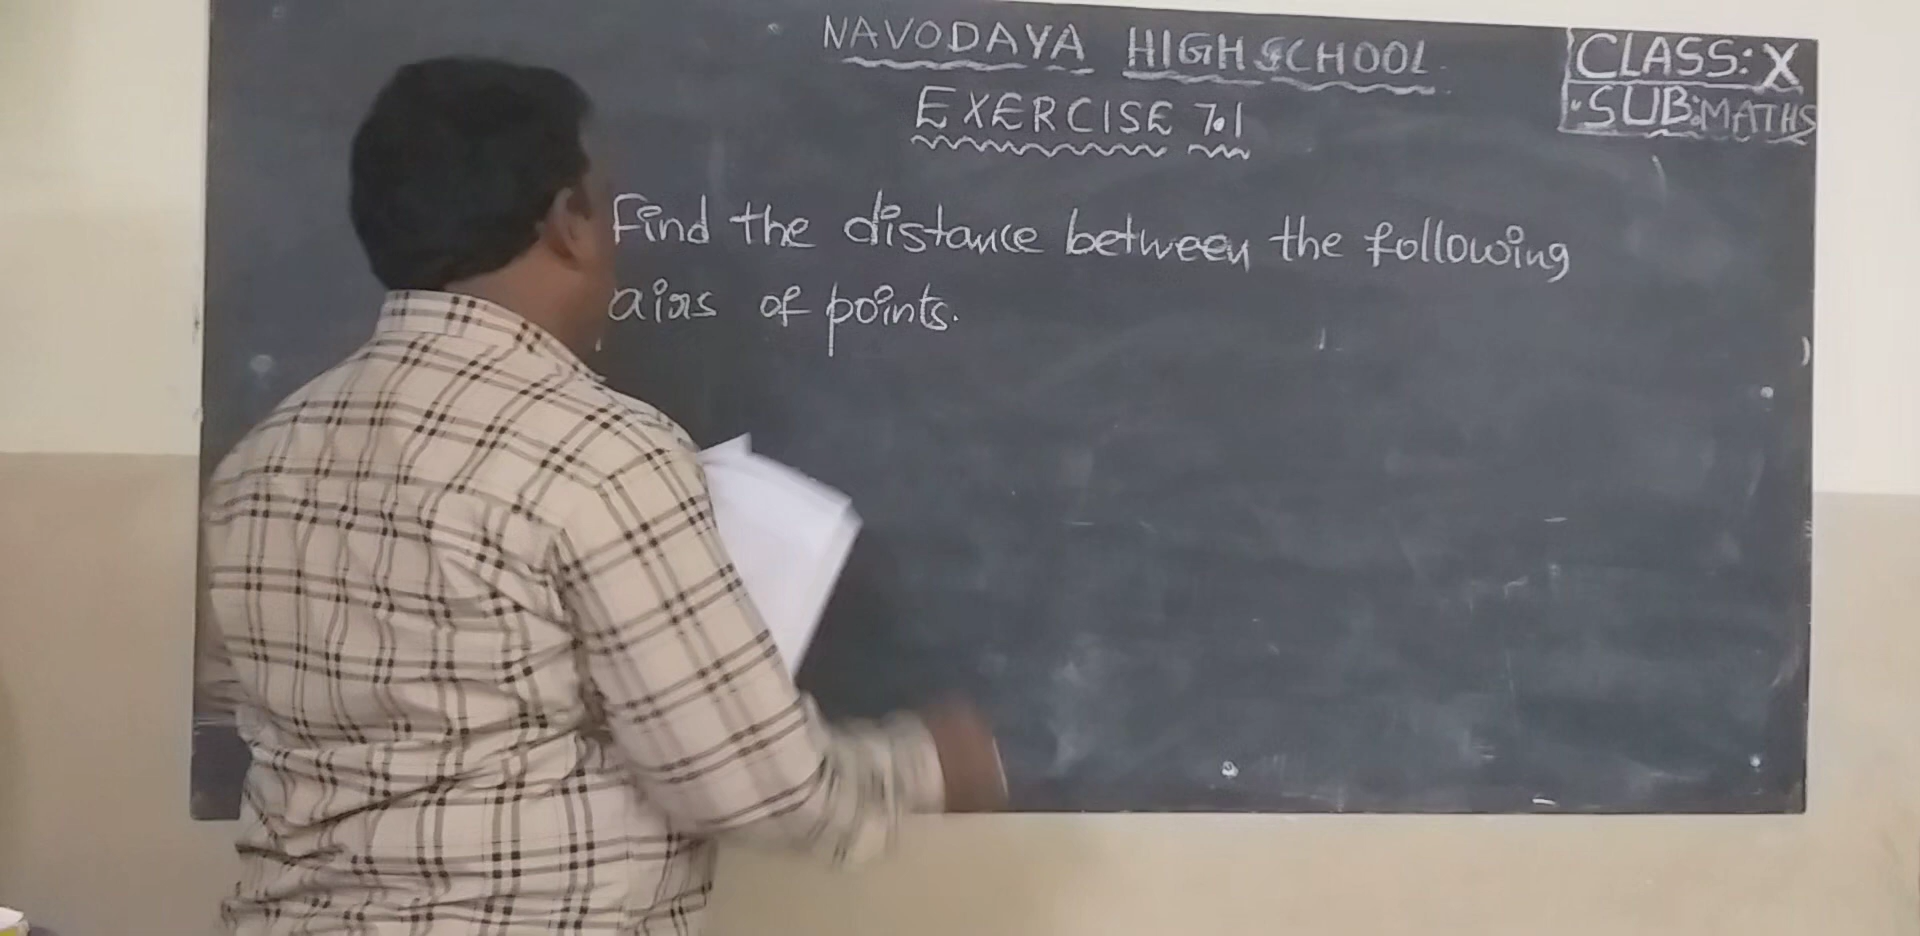 NAVODAYA HIGH SCHOOL
CLASS: X
SUB: MATHS
EXERCISE 7.1
Find the distance between the following
airs of points.